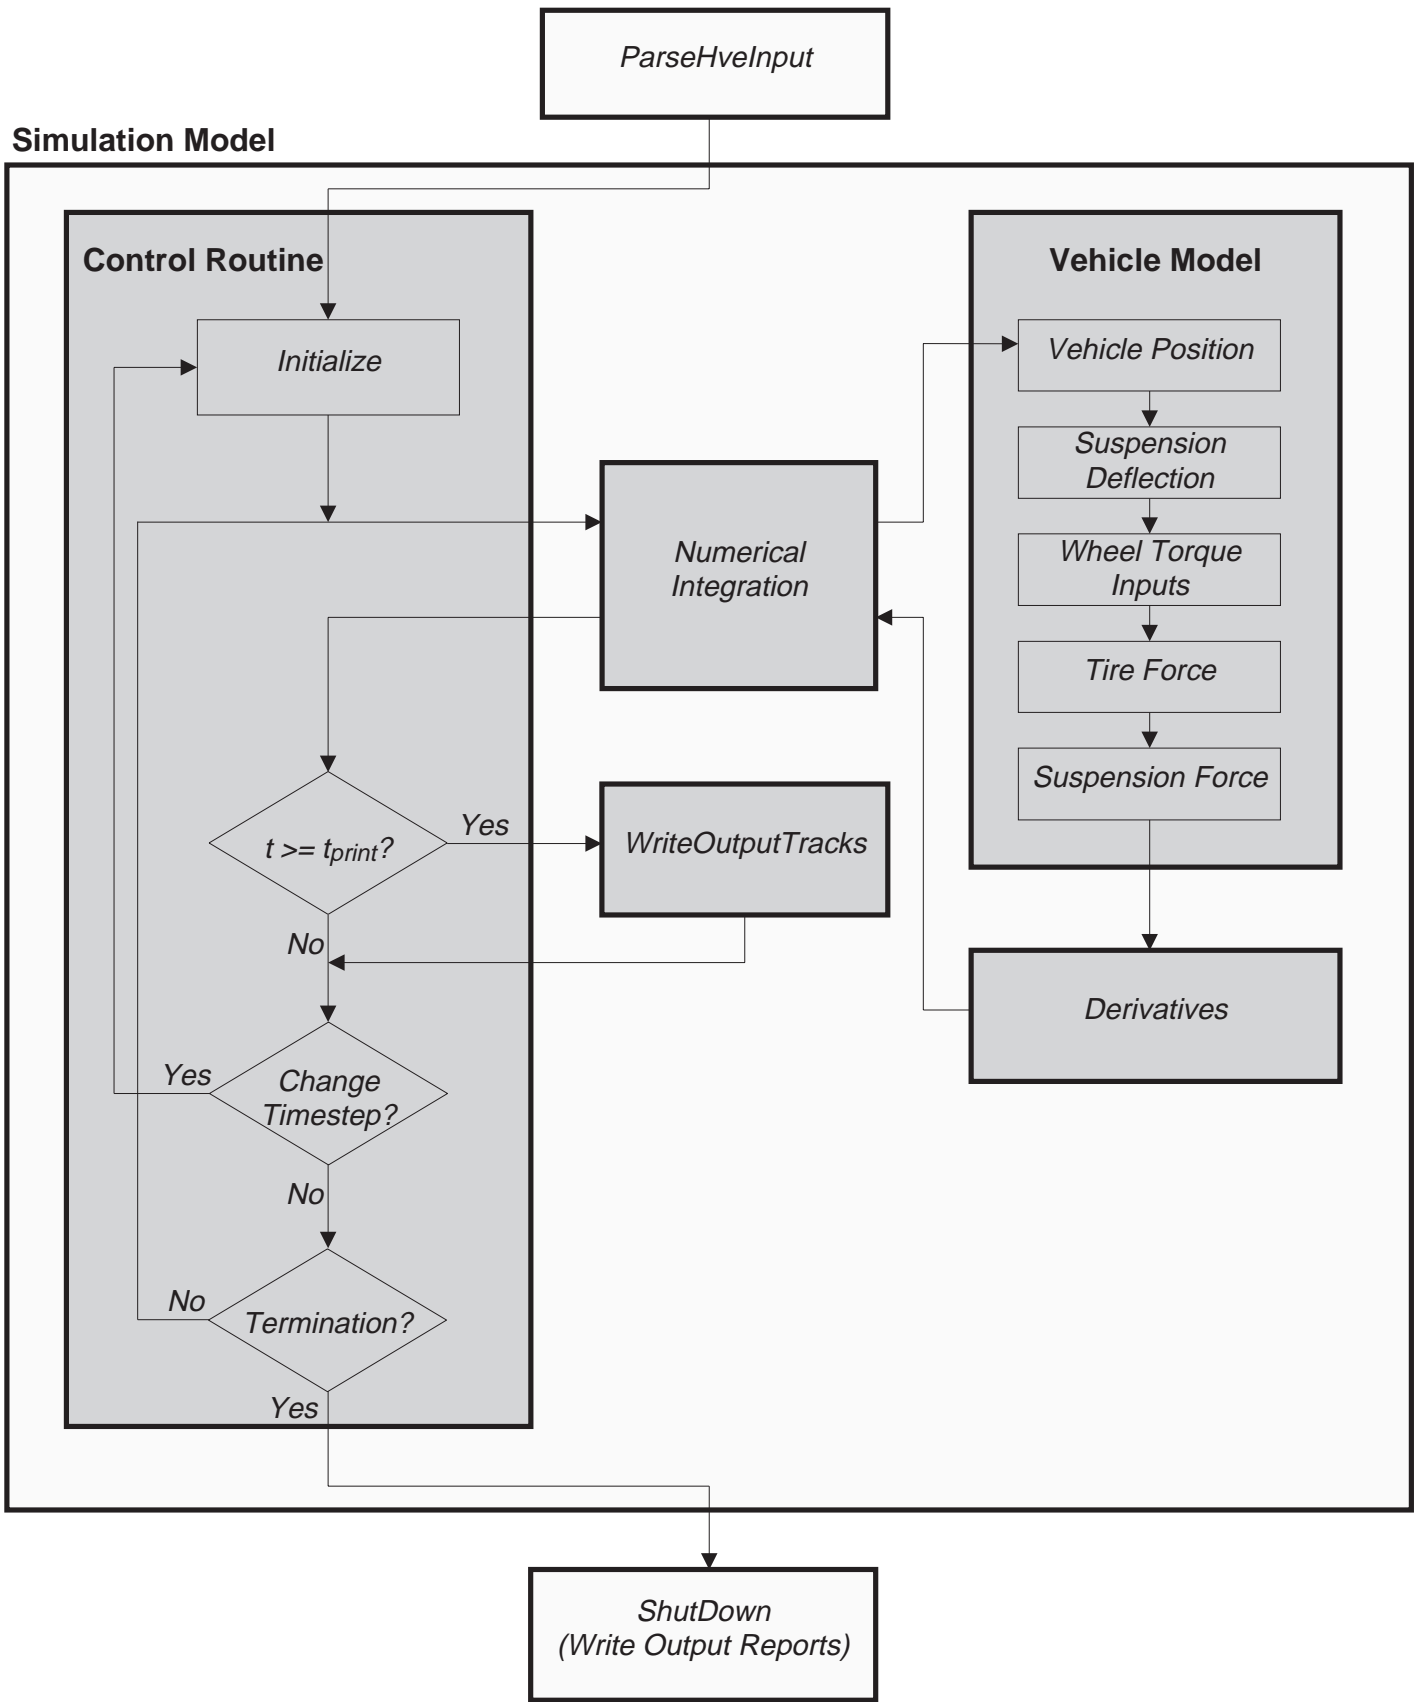 ParseHveInput
Simulation Model
Control Routine
Initialize
Numerical
Integration
Vehicle Model
Vehicle Position
Suspension
Deflection
Wheel Torque
Inputs
Tire Force
Suspension Force
t >= tprint?
Yes
WriteOutputTracks
No
Derivatives
Change
Timestep?
Yes
No
Termination?
No
Yes
ShutDown
(Write Output Reports)